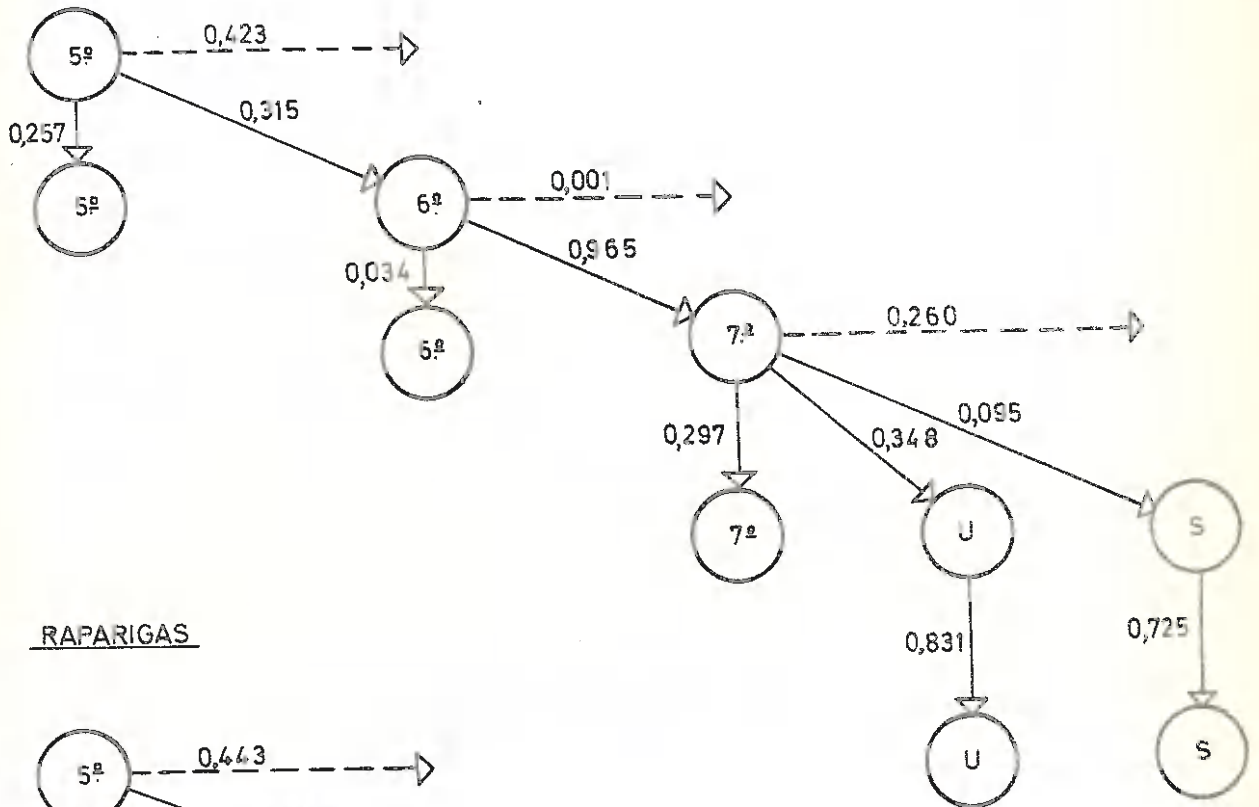 5º
0,423
0,315
0,257
5º
6º
0,001
0,965
0,034
6º
7º
0,260
0,095
0,348
0,297
7º
U
S
0,831
0,725
U
S
RAPARIGAS
5º
0,443